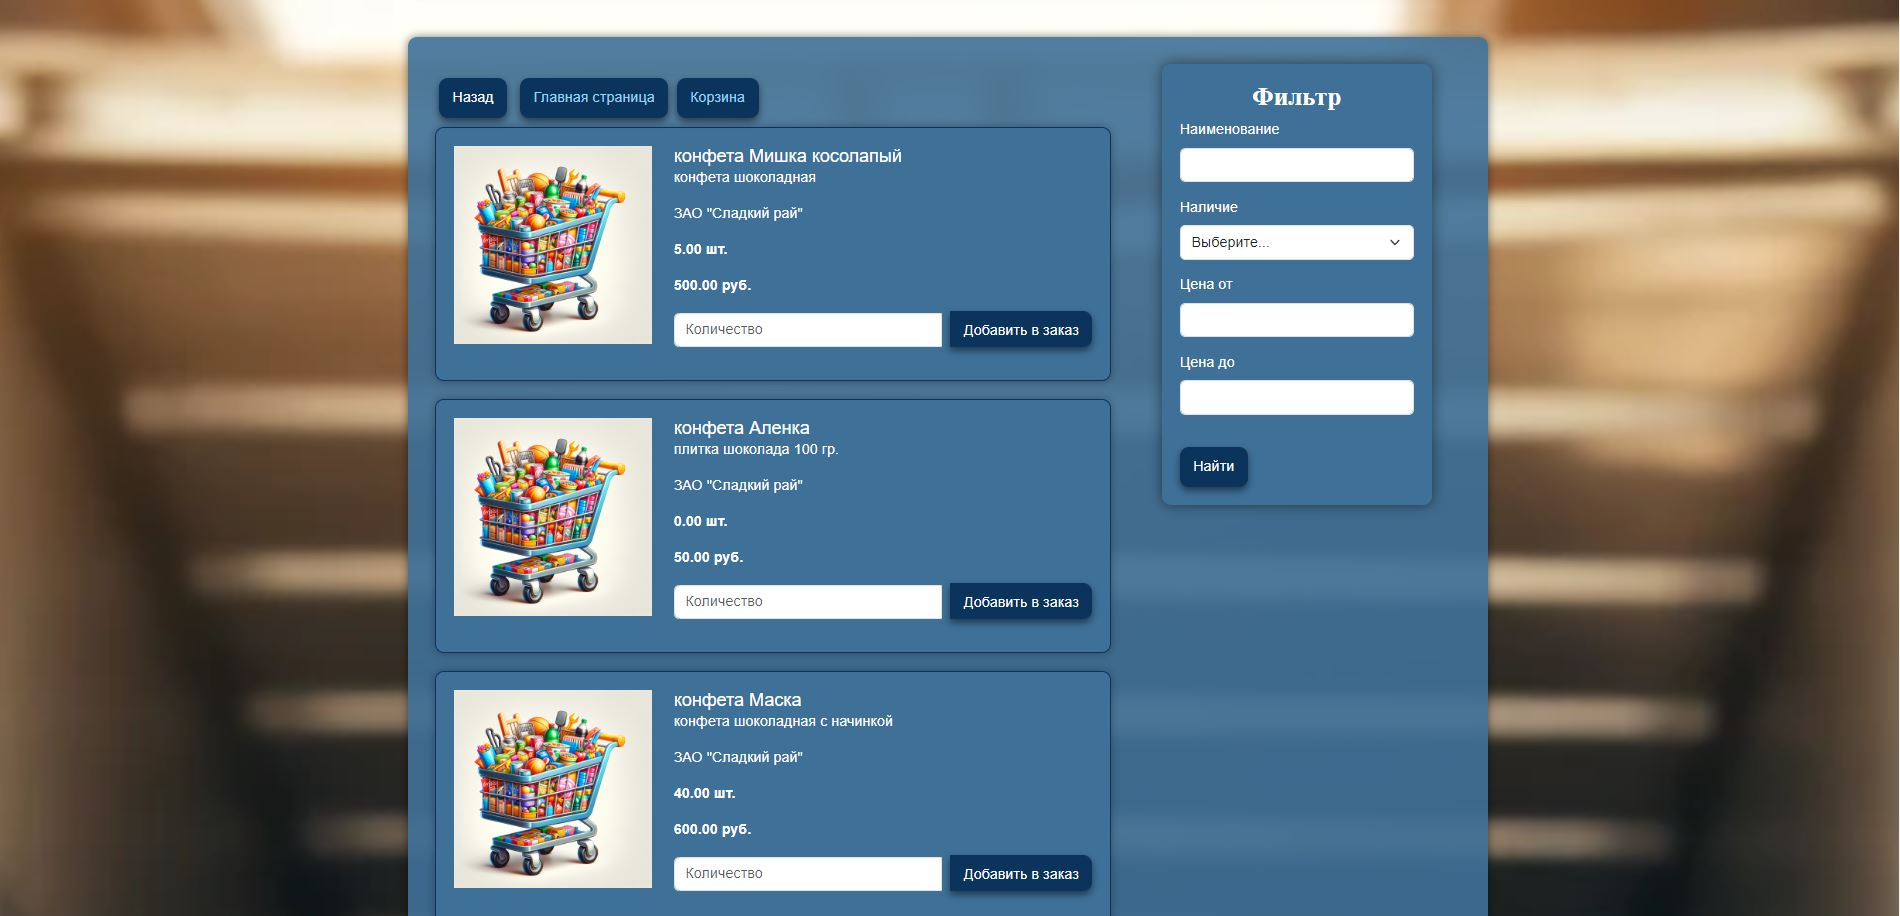 Назад
Главная страница
Корзина
конфета Мишка косолапый
конфета шоколадная
ЗАО "Сладкий рай"
5.00 шт.
500.00 руб.
Количество
Добавить в заказ
конфета Аленка
плитка шоколада 100 гр.
ЗАО "Сладкий рай"
0.00 шт.
50.00 руб.
Количество
Добавить в заказ
конфета Маска
конфета шоколадная с начинкой
ЗАО "Сладкий рай"
40.00 шт.
600.00 руб.
Количество
Добавить в заказ
Фильтр
Наименование
Наличие
Выберите...
Цена от
Цена до
Найти